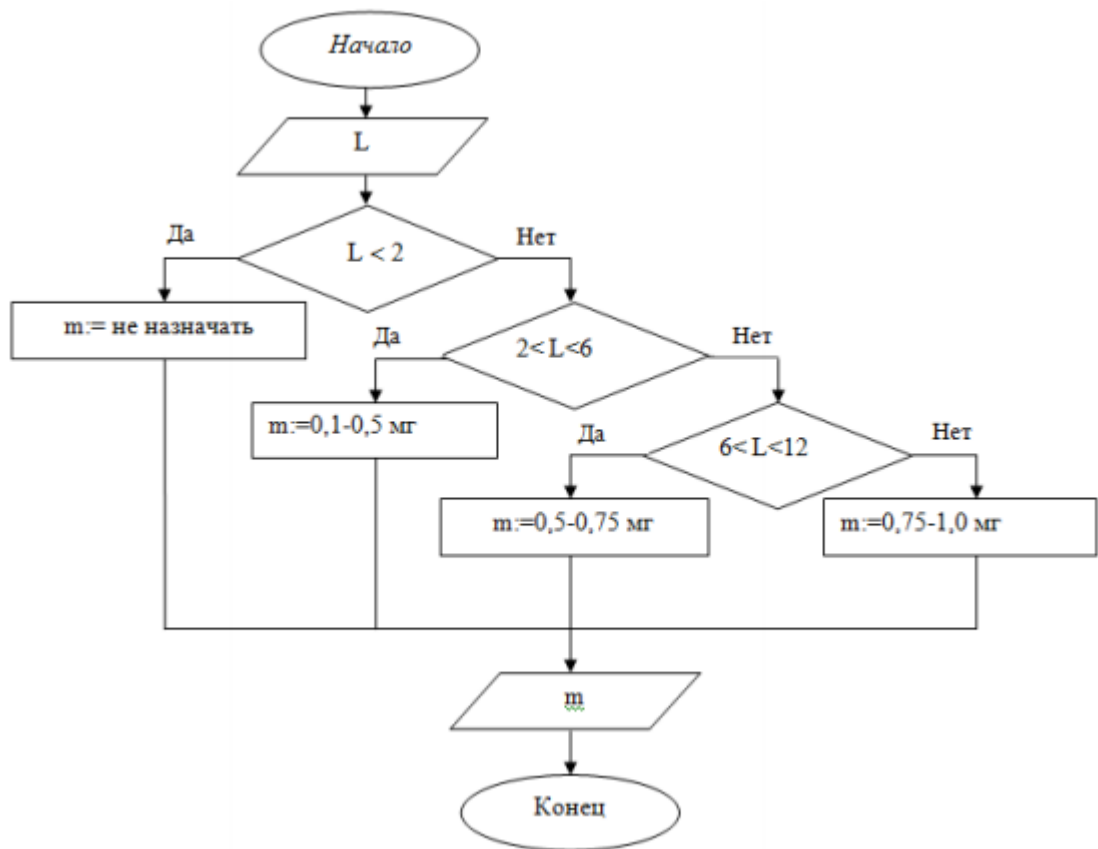 Начало
L
Да
L < 2
Нет
m:= не назначать
Да
2< L<6
Нет
m:=0,1-0,5 мг
Да
6< L<12
Нет
m:=0,5-0,75 мг
m:=0,75-1,0 мг
m
Конец